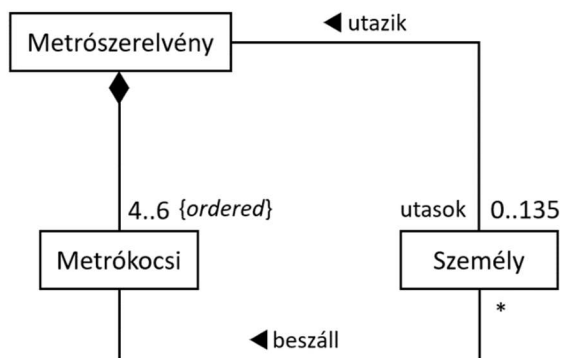 Metrószerelvény
◀ utazik
4..6 {ordered}
utasok 0..135
Metrókocsi
Személy
*
◀ beszáll